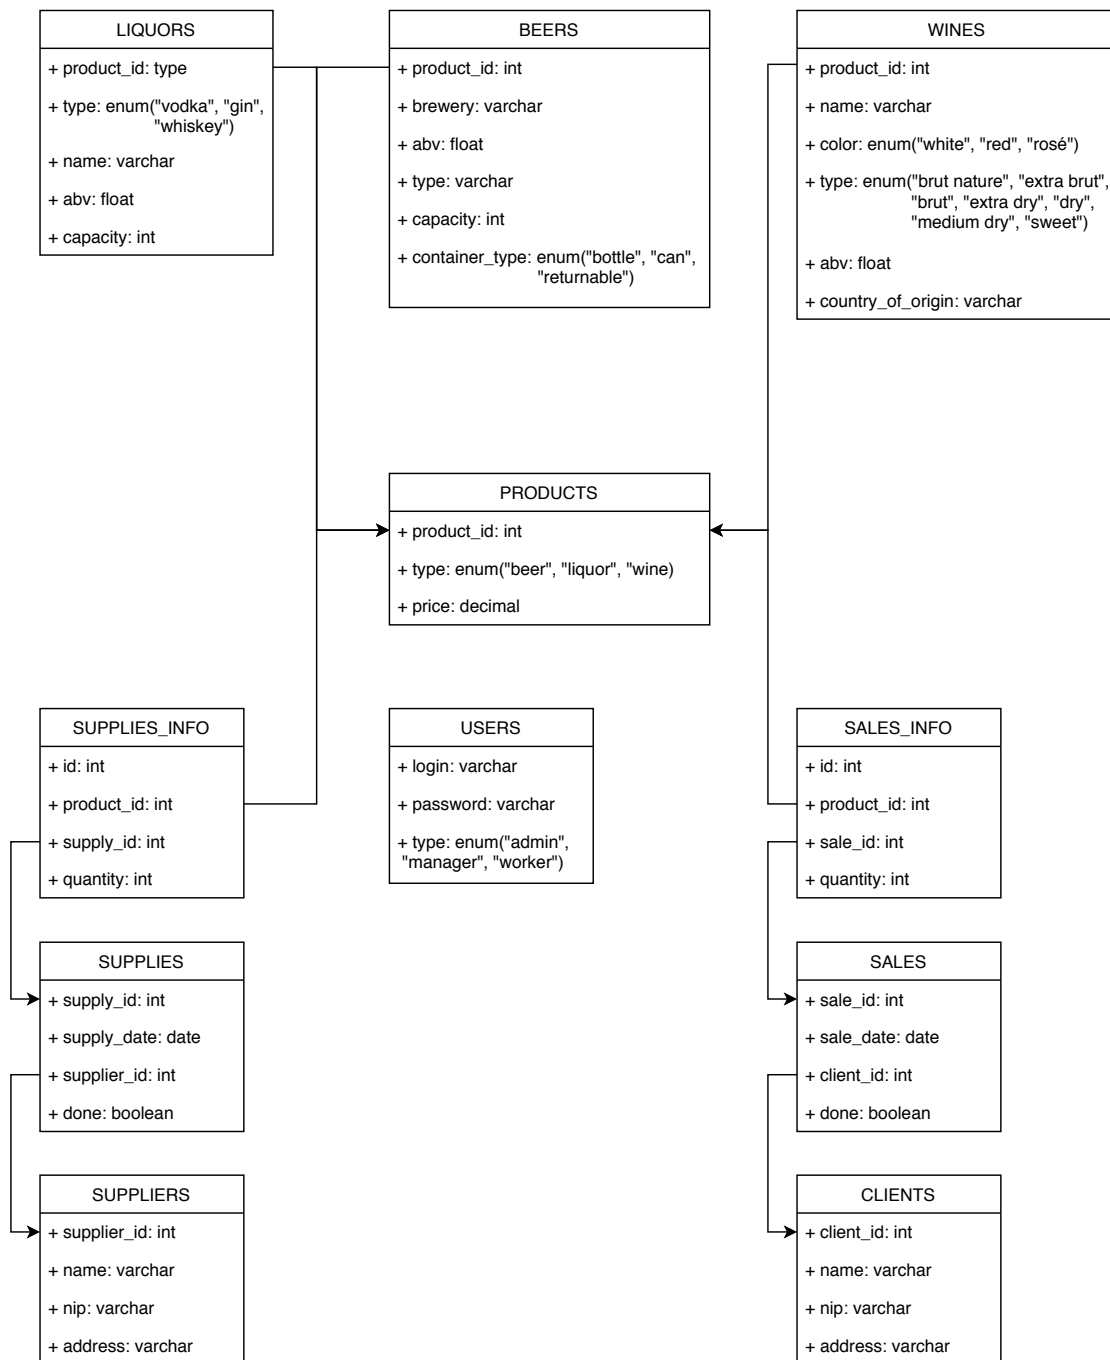 LIQUORS
+ product_id: type
+ type: enum("vodka", "gin",
"whiskey")
+ name: varchar
+ abv: float
+ capacity: int
BEERS
+ product_id: int
+ brewery: varchar
+ abv: float
+ type: varchar
+ capacity: int
+ container_type: enum("bottle", "can",
"returnable")
WINES
+ product_id: int
+ name: varchar
+ color: enum("white", "red", "rosé")
+ type: enum("brut nature", "extra brut",
"brut", "extra dry", "dry",
"medium dry", "sweet")
+ abv: float
+ country_of_origin: varchar
PRODUCTS
+ product_id: int
+ type: enum("beer", "liquor", "wine)
+ price: decimal
SUPPLIES_INFO
+ id: int
+ product_id: int
+ supply_id: int
+ quantity: int
USERS
+ login: varchar
+ password: varchar
+ type: enum("admin",
"manager", "worker")
SALES_INFO
+ id: int
+ product_id: int
+ sale_id: int
+ quantity: int
SUPPLIES
+ supply_id: int
+ supply_date: date
+ supplier_id: int
+ done: boolean
SALES
+ sale_id: int
+ sale_date: date
+ client_id: int
+ done: boolean
SUPPLIERS
+ supplier_id: int
+ name: varchar
+ nip: varchar
+ address: varchar
CLIENTS
+ client_id: int
+ name: varchar
+ nip: varchar
+ address: varchar